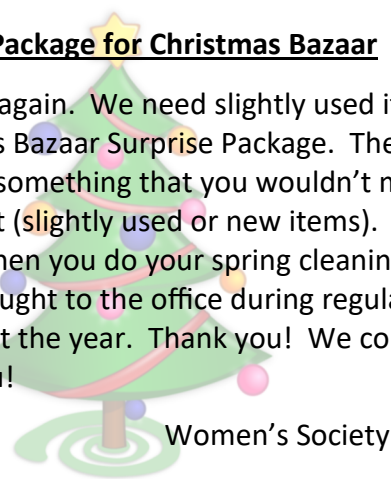 Package for Christmas Bazaar
again. We need slightly used i
s Bazaar Surprise Package. The
something that you wouldn't m
t (slightly used or new items).
hen you do your spring cleaning
ught to the office during regula
t the year. Thank you! We co
u!
Women's Society